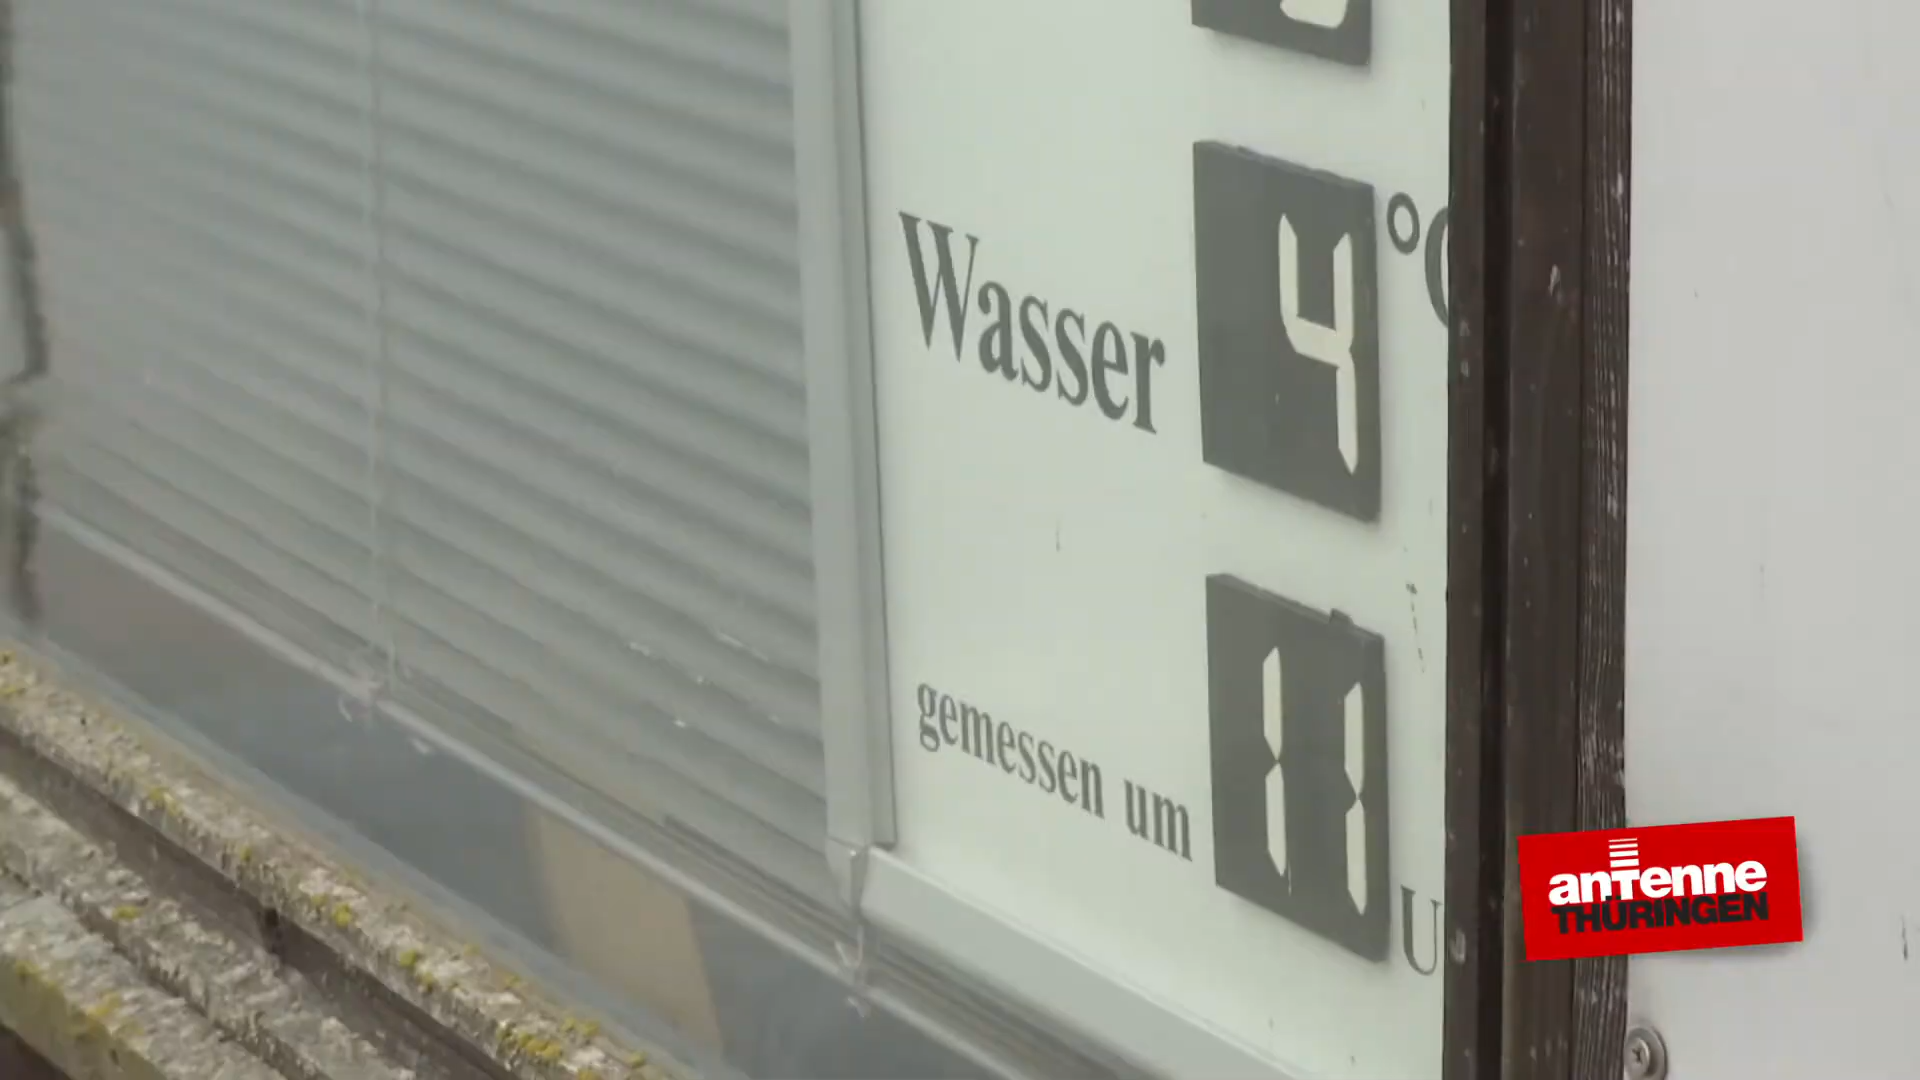 Wasser 4 °C
gemessen um 11 U
antenne
THÜRINGEN